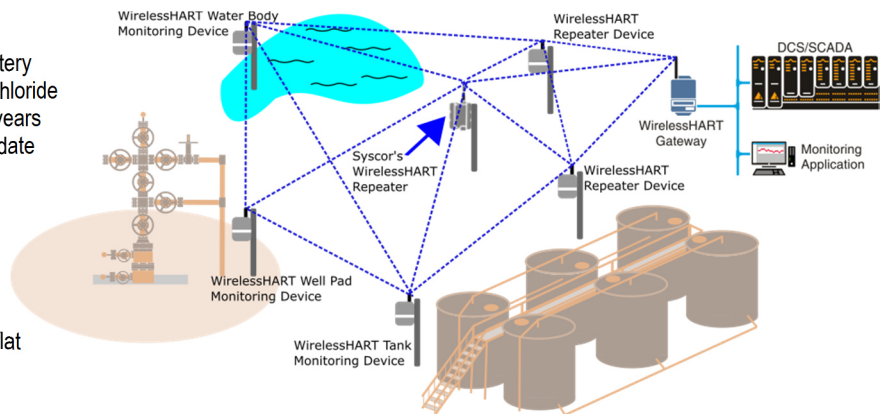 WirelessHART Water Body
Monitoring Device
WirelessHART
Repeater Device
tery
hloride
years
date
DCS/SCADA
WirelessHART
Gateway
Monitoring
Application
Syscor's
WirelessHART
Repeater
WirelessHART
Repeater Device
WirelessHART Well Pad
Monitoring Device
lat
WirelessHART Tank
Monitoring Device